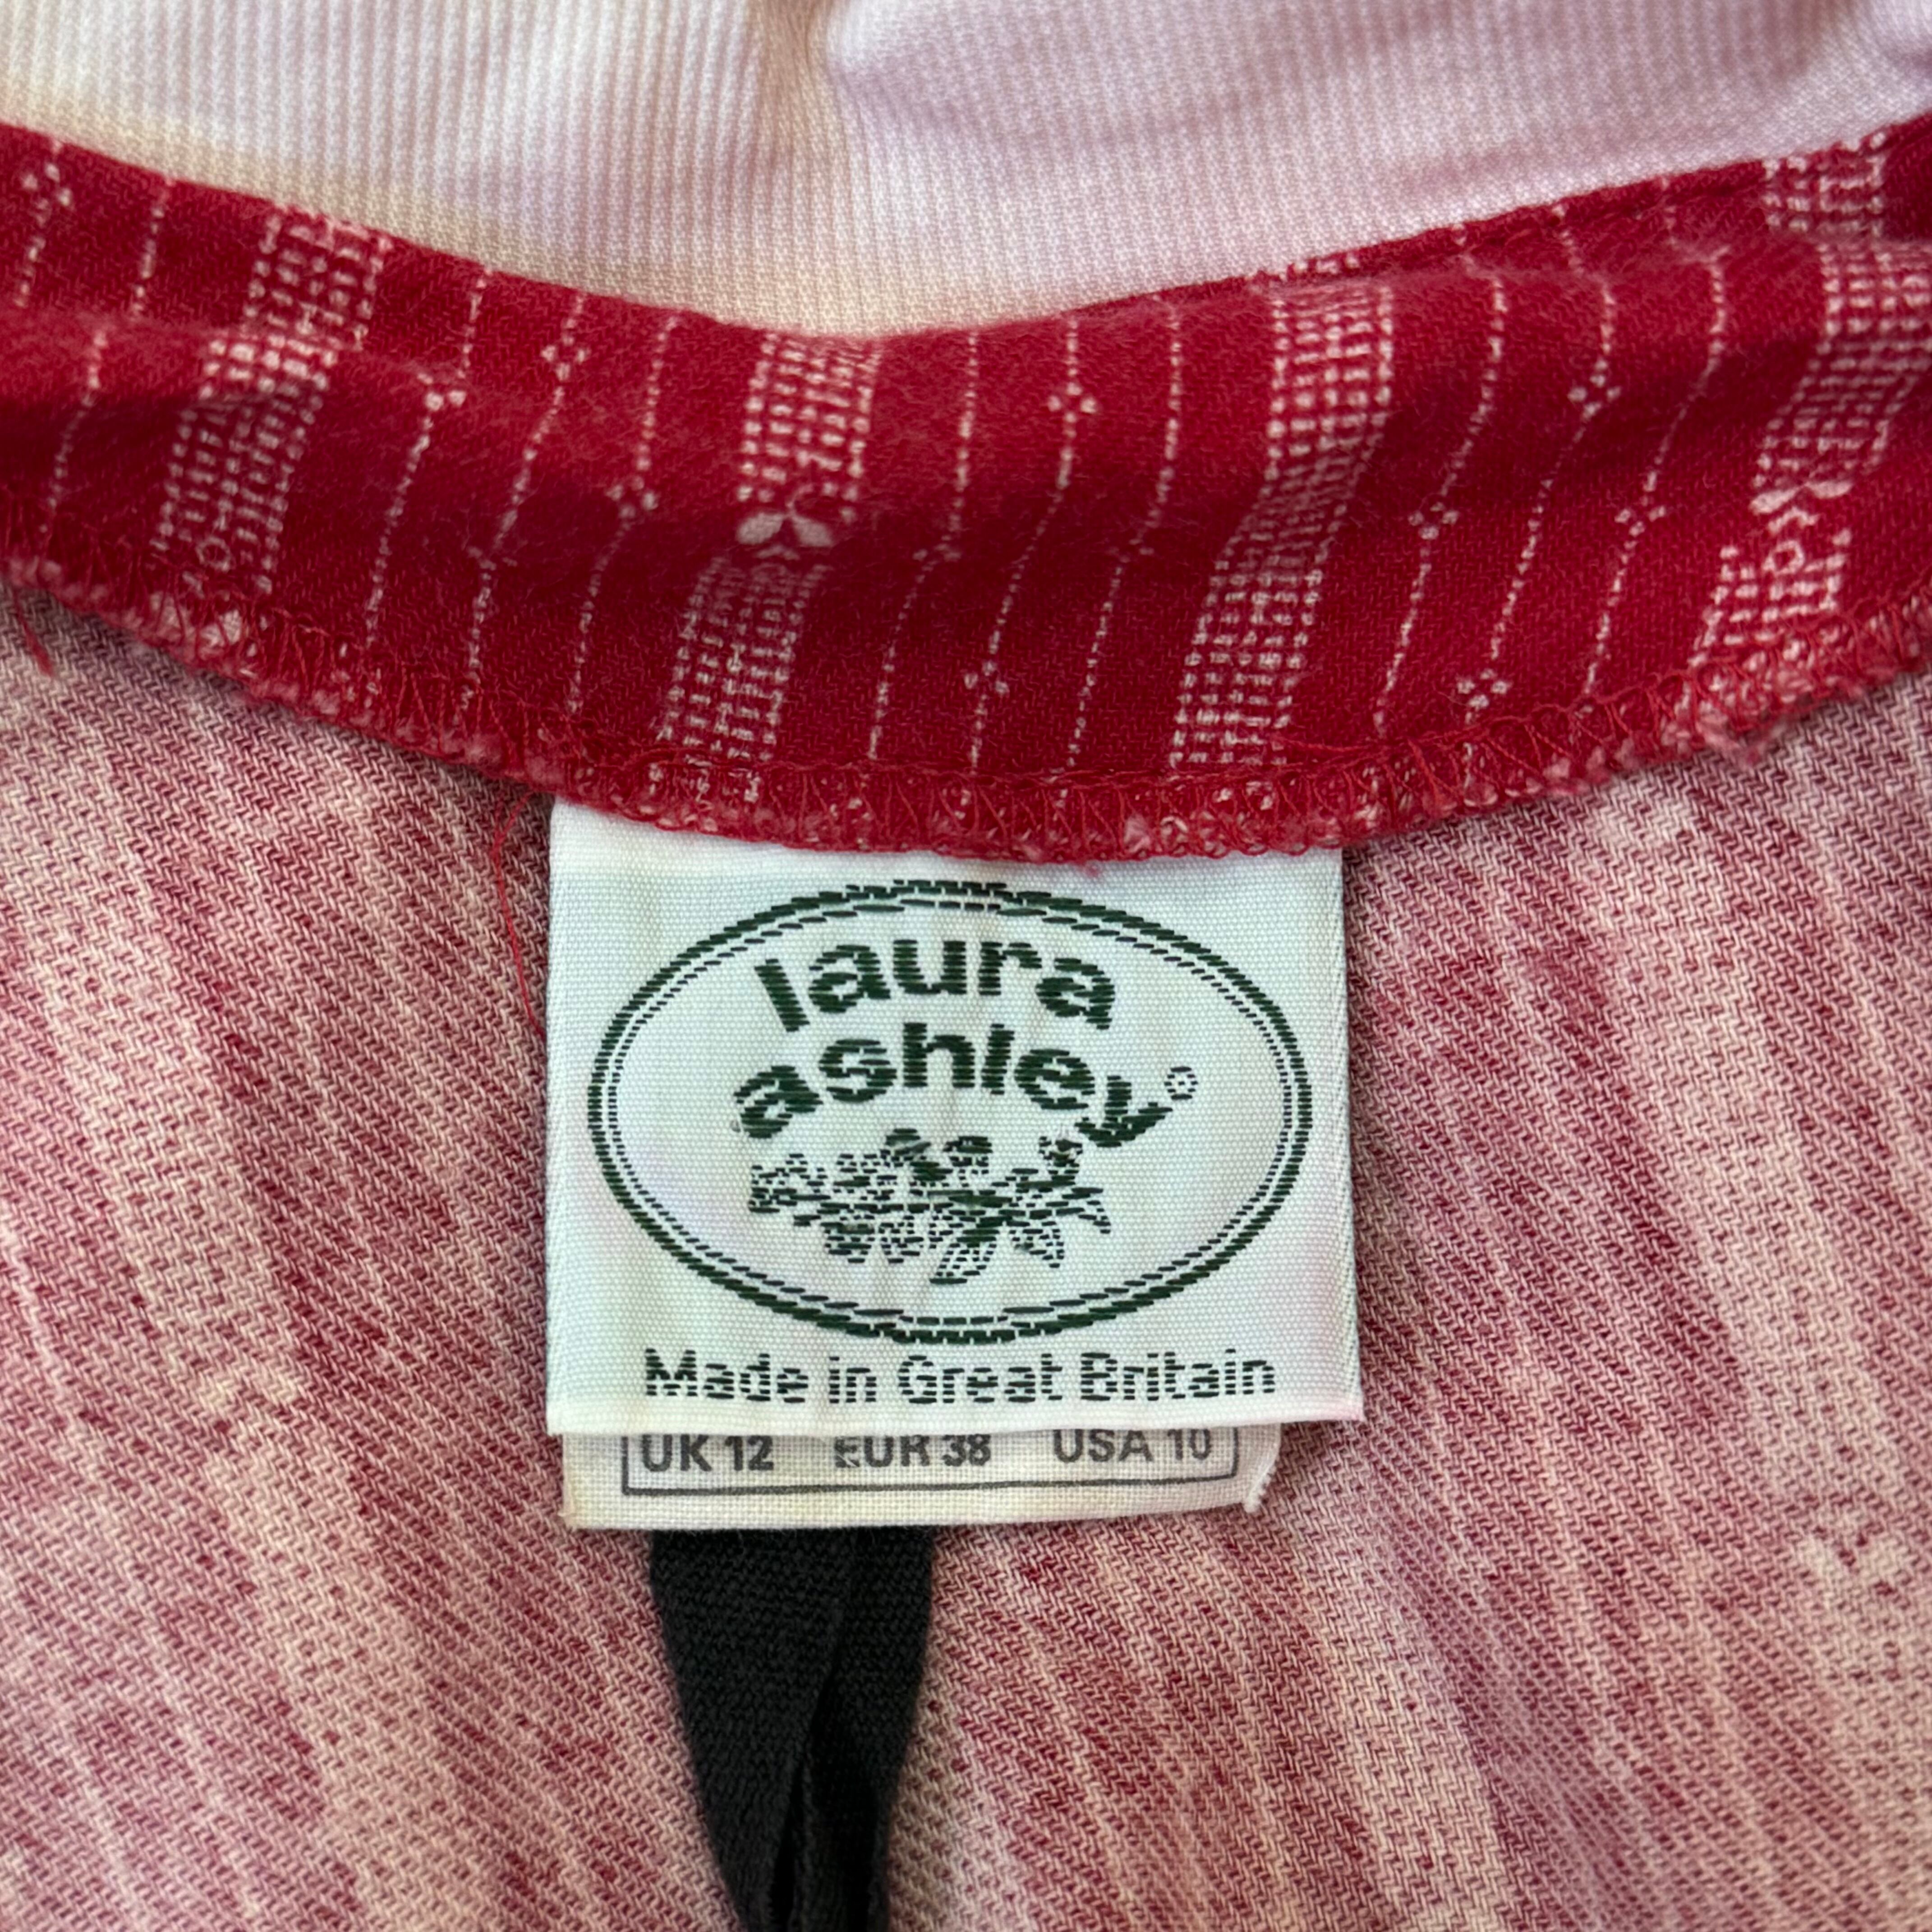 laura
ashley®
Made in Great Britain
UK 12 EUR 38 USA 10